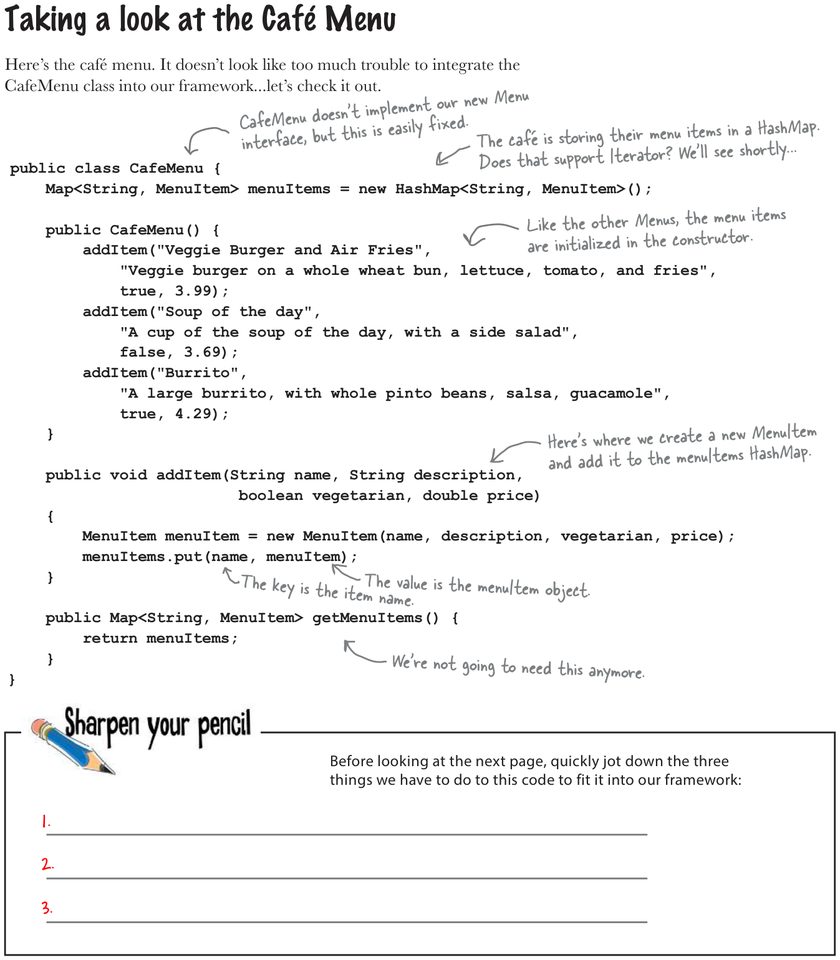 Taking a look at the Café Menu
Here's the café menu. It doesn't look like too much trouble to integrate the
CafeMenu class into our framework...let's check it out.
CafeMenu doesn't implement our new Menu
interface, but this is easily fixed.
The café is storing their menu items in a HashMap.
Does that support Iterator? We'll see shortly...
public class CafeMenu {
Map<String, MenuItem> menuItems = new HashMap<String, MenuItem>();
public CafeMenu() {
Like the other Menus, the menu items
are initialized in the constructor.
addItem("Veggie Burger and Air Fries",
"Veggie burger on a whole wheat bun, lettuce, tomato, and fries",
true, 3.99);
addItem("Soup of the day",
"A cup of the soup of the day, with a side salad",
false, 3.69);
addItem("Burrito",
"A large burrito, with whole pinto beans, salsa, guacamole",
true, 4.29);
}
Here's where we create a new MenuItem
and add it to the menuItems HashMap.
public void addItem(String name, String description,
boolean vegetarian, double price)
{
MenuItem menuItem = new MenuItem(name, description, vegetarian, price);
menuItems.put(name, menuItem);
}
The key is the item name.
The value is the menuItem object.
public Map<String, MenuItem> getMenuItems() {
return menuItems;
}
We're not going to need this anymore.
}
Sharpen your pencil
Before looking at the next page, quickly jot down the three
things we have to do to this code to fit it into our framework:
1.
2.
3.